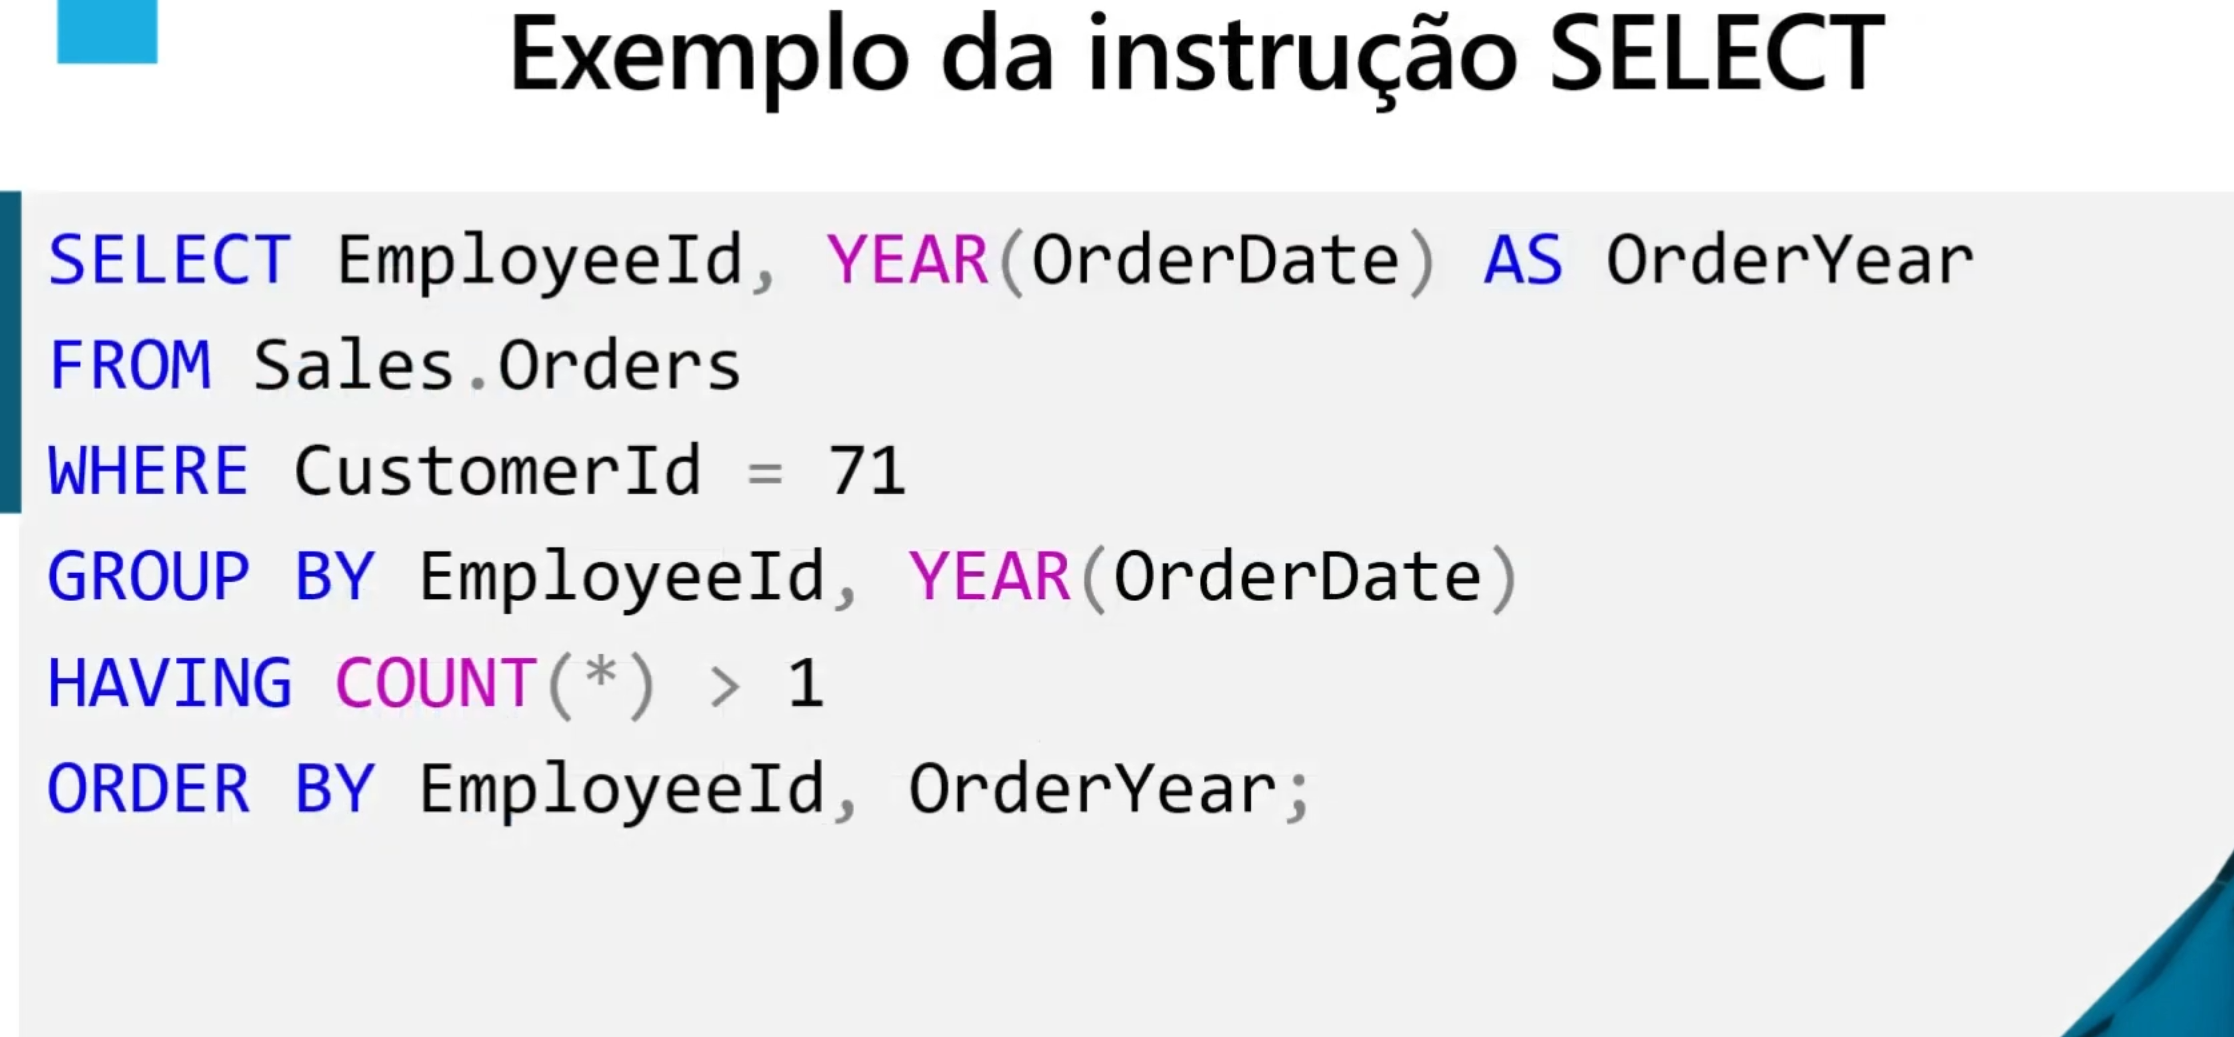 Exemplo da instrução SELECT
SELECT EmployeeId, YEAR(OrderDate) AS OrderYear
FROM Sales.Orders
WHERE CustomerId = 71
GROUP BY EmployeeId, YEAR(OrderDate)
HAVING COUNT(*) > 1
ORDER BY EmployeeId, OrderYear;